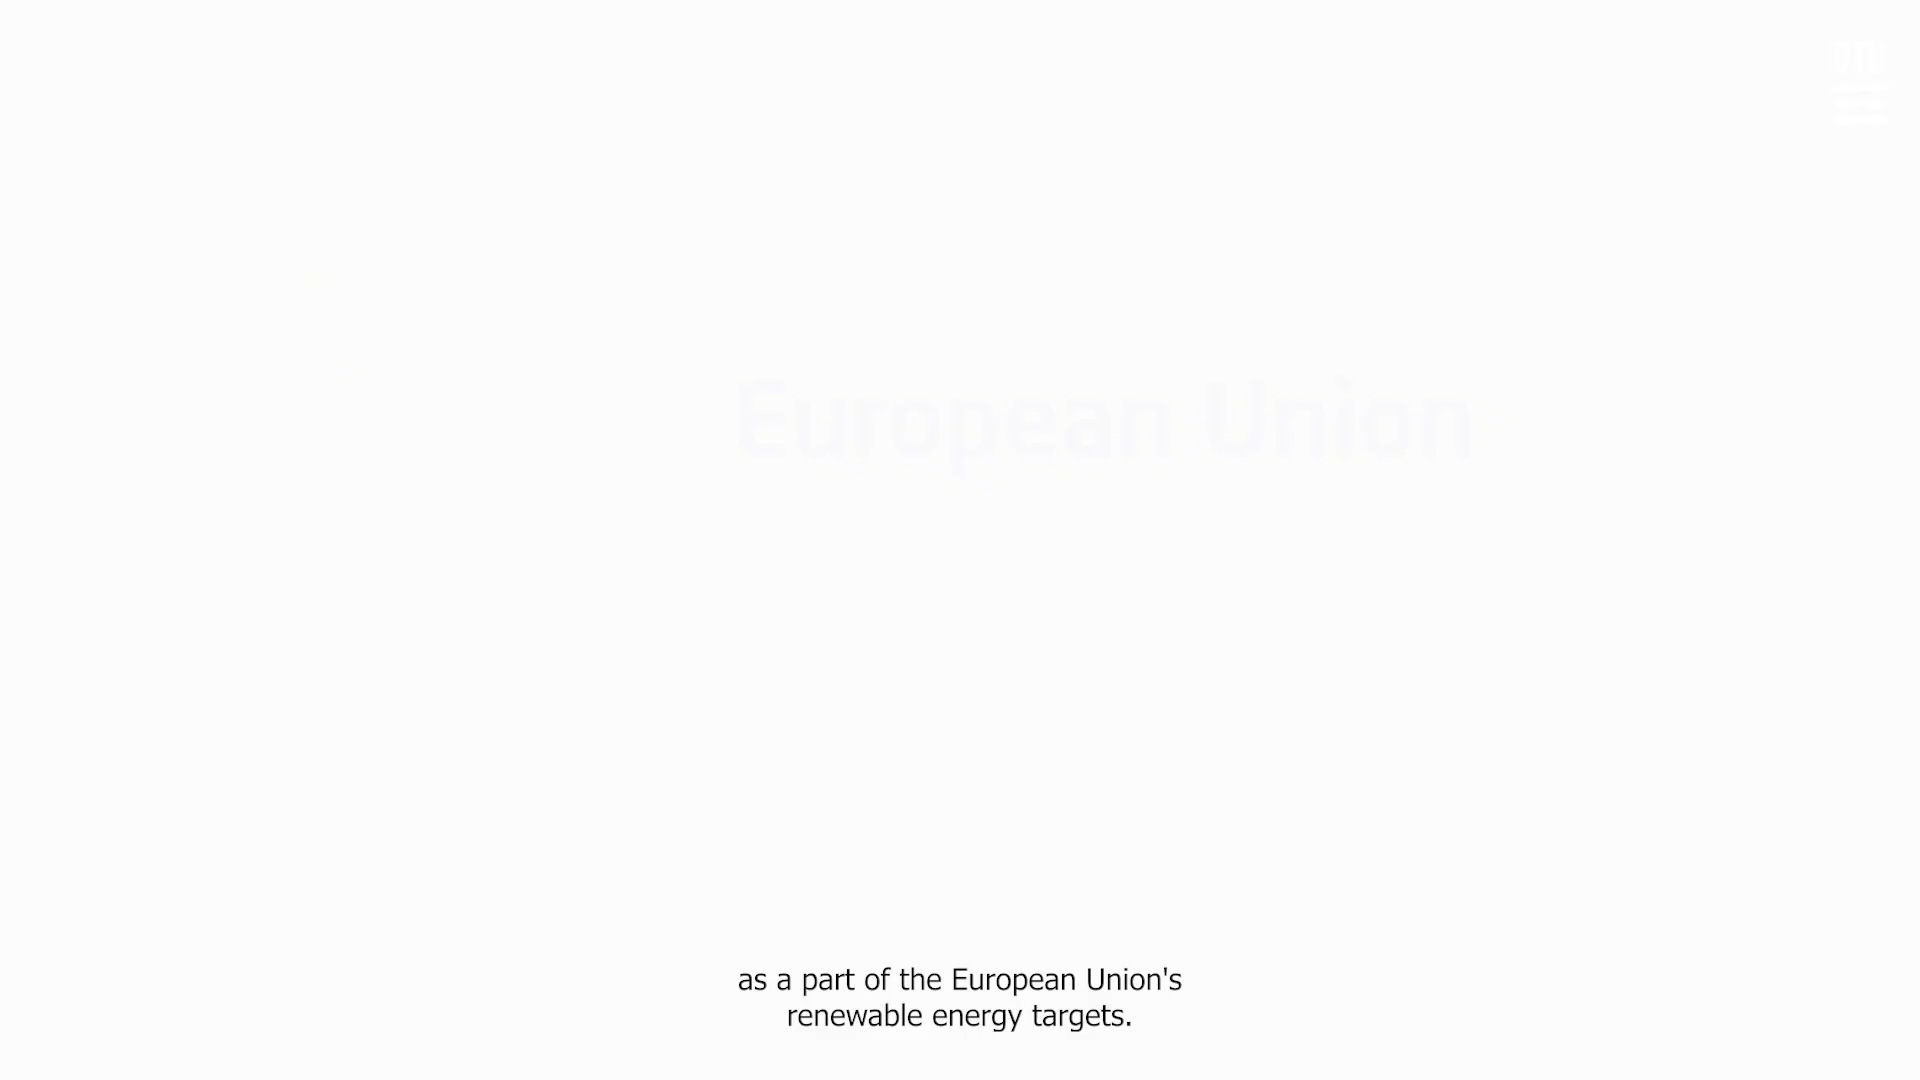 European Union
as a part of the European Union's
renewable energy targets.